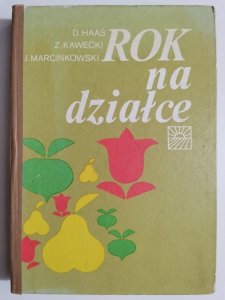 D. HAAS
Z. KAWECKI
J. MARCINKOWSKI
ROK
na
działce